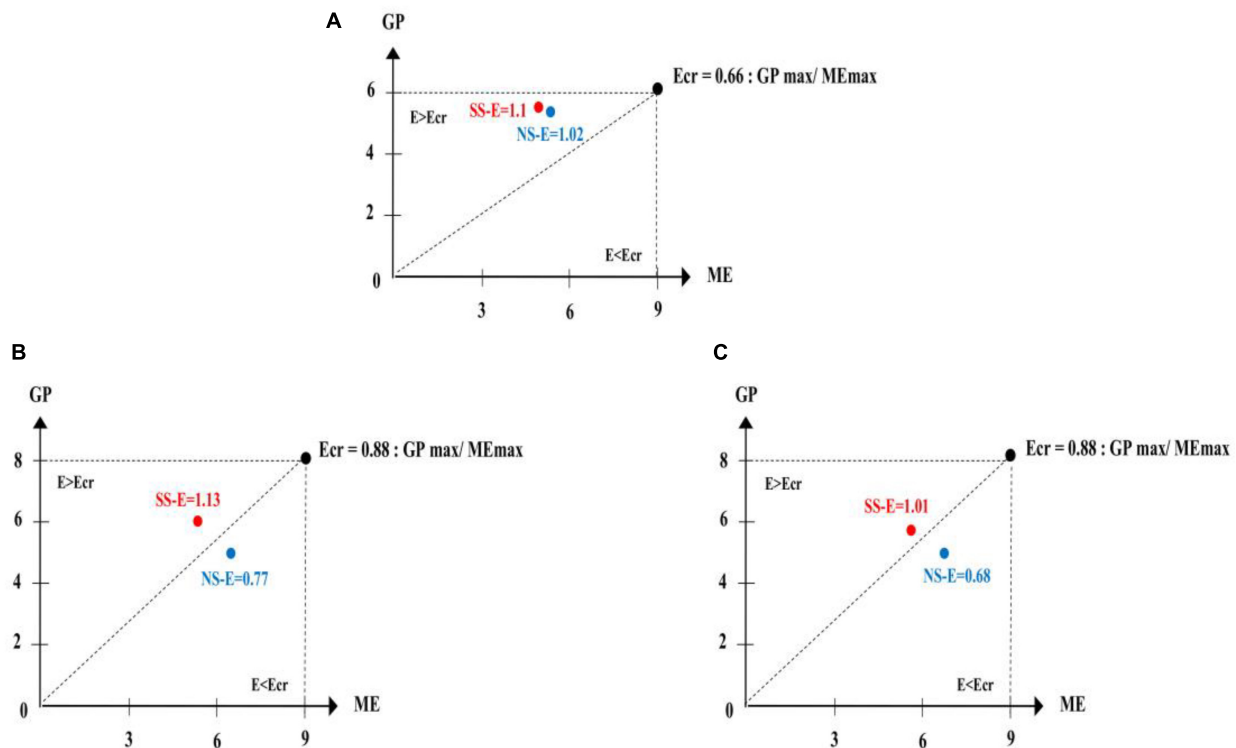 A
GP
Ecr = 0.66 : GP max/ MEmax
6
E>Ecr
SS-E=1.1
NS-E=1.02
4
2
E<Ecr
0
ME
3
6
9
B
GP
Ecr = 0.88 : GP max/ MEmax
8
E>Ecr
SS-E=1.13
6
NS-E=0.77
4
2
E<Ecr
0
ME
3
6
9
C
GP
Ecr = 0.88 : GP max/ MEmax
8
E>Ecr
SS-E=1.01
6
NS-E=0.68
4
2
E<Ecr
0
ME
3
6
9